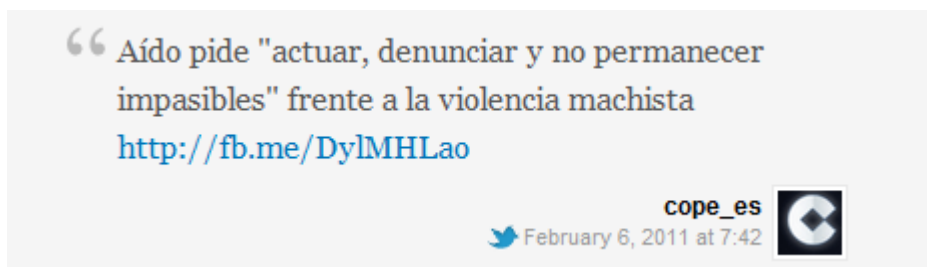 “ Aído pide "actuar, denunciar y no permanecer
impasibles" frente a la violencia machista
http://fb.me/DylMHLao
cope_es
February 6, 2011 at 7:42